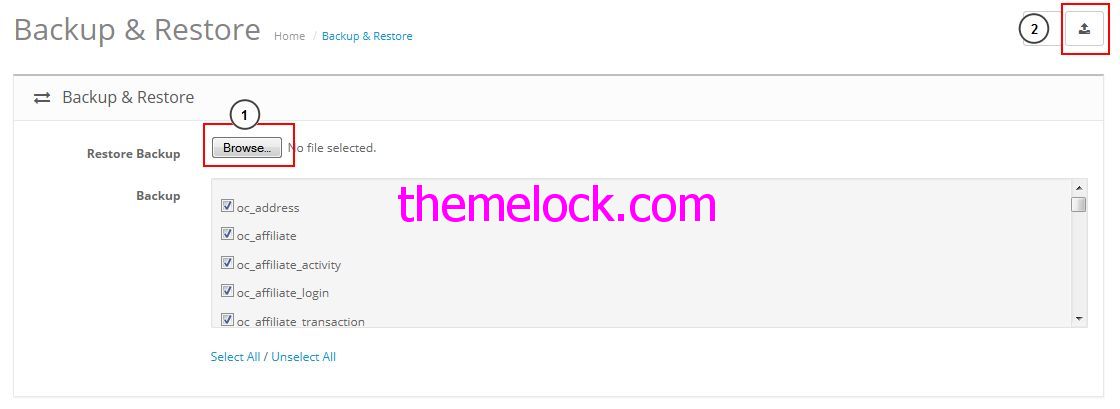 Backup & Restore Home / Backup & Restore
2
Backup & Restore
1
Restore Backup Browse... No file selected.
Backup
themelock.com
oc_address
oc_affiliate
oc_affiliate_activity
oc_affiliate_login
oc_affiliate_transaction
Select All / Unselect All